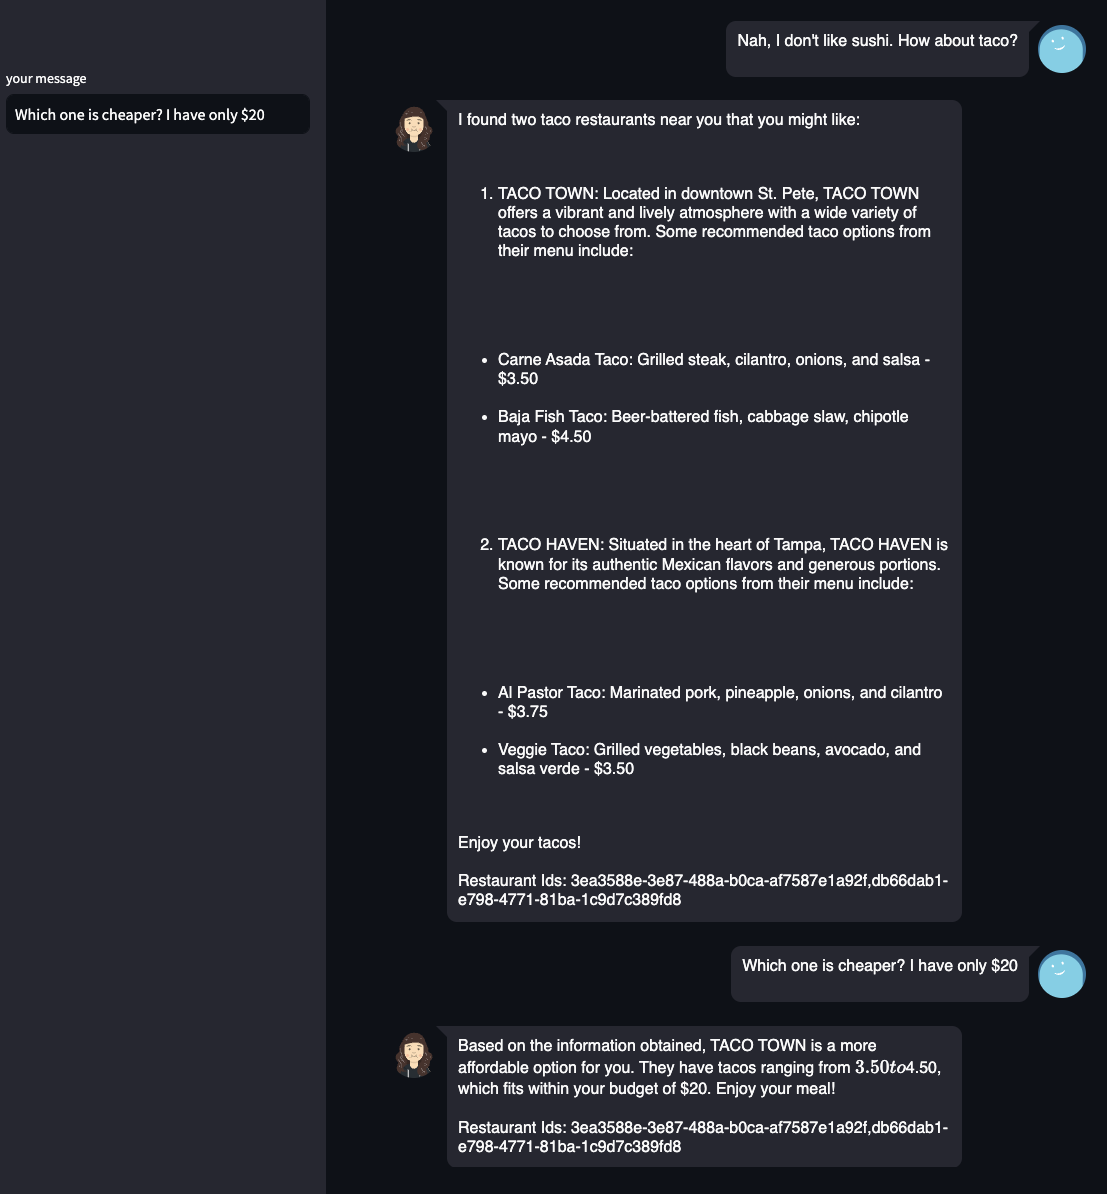 your message
Which one is cheaper? I have only $20
Nah, I don't like sushi. How about taco?
I found two taco restaurants near you that you might like:
1. TACO TOWN: Located in downtown St. Pete, TACO TOWN
offers a vibrant and lively atmosphere with a wide variety of
tacos to choose from. Some recommended taco options from
their menu include:
• Carne Asada Taco: Grilled steak, cilantro, onions, and salsa -
$3.50
• Baja Fish Taco: Beer-battered fish, cabbage slaw, chipotle
mayo - $4.50
2. TACO HAVEN: Situated in the heart of Tampa, TACO HAVEN is
known for its authentic Mexican flavors and generous portions.
Some recommended taco options from their menu include:
• Al Pastor Taco: Marinated pork, pineapple, onions, and cilantro
- $3.75
• Veggie Taco: Grilled vegetables, black beans, avocado, and
salsa verde - $3.50
Enjoy your tacos!
Restaurant Ids: 3ea3588e-3e87-488a-b0ca-af7587e1a92f,db66dab1-
e798-4771-81ba-1c9d7c389fd8
Which one is cheaper? I have only $20
Based on the information obtained, TACO TOWN is a more
affordable option for you. They have tacos ranging from 3.50to4.50,
which fits within your budget of $20. Enjoy your meal!
Restaurant Ids: 3ea3588e-3e87-488a-b0ca-af7587e1a92f,db66dab1-
e798-4771-81ba-1c9d7c389fd8